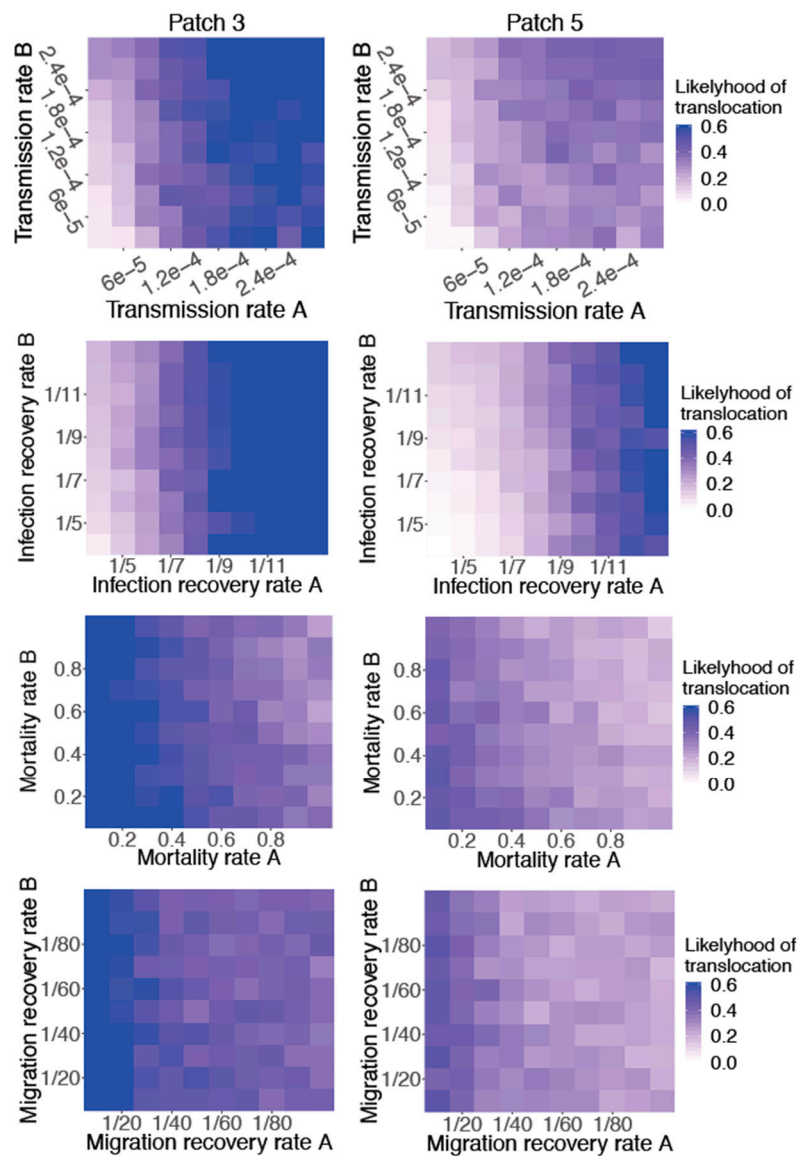 Patch 3
Patch 5
Transmission rate B
2.4e−4
1.8e−4
1.2e−4
6e−5
6e−5
1.2e−4
1.8e−4
2.4e−4
Transmission rate A
Transmission rate B
2.4e−4
1.8e−4
1.2e−4
6e−5
6e−5
1.2e−4
1.8e−4
2.4e−4
Transmission rate A
Likelyhood of
translocation
0.6
0.4
0.2
0.0
Infection recovery rate B
1/11
1/9
1/7
1/5
1/5 1/7 1/9 1/11
Infection recovery rate A
Infection recovery rate B
1/11
1/9
1/7
1/5
1/5 1/7 1/9 1/11
Infection recovery rate A
Likelyhood of
translocation
0.6
0.4
0.2
0.0
Mortality rate B
0.8
0.6
0.4
0.2
0.2 0.4 0.6 0.8
Mortality rate A
Mortality rate B
0.8
0.6
0.4
0.2
0.2 0.4 0.6 0.8
Mortality rate A
Likelyhood of
translocation
0.6
0.4
0.2
0.0
Migration recovery rate B
1/80
1/60
1/40
1/20
1/20 1/40 1/60 1/80
Migration recovery rate A
Migration recovery rate B
1/80
1/60
1/40
1/20
1/20 1/40 1/60 1/80
Migration recovery rate A
Likelyhood of
translocation
0.6
0.4
0.2
0.0